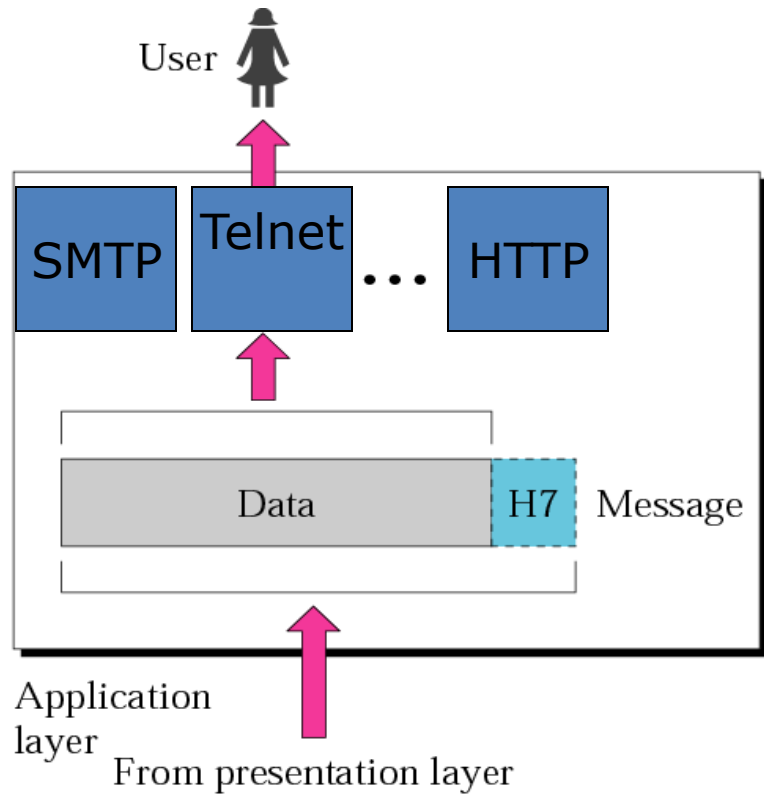 User
SMTP
Telnet
...
HTTP
Data
H7
Message
Application
layer
From presentation layer